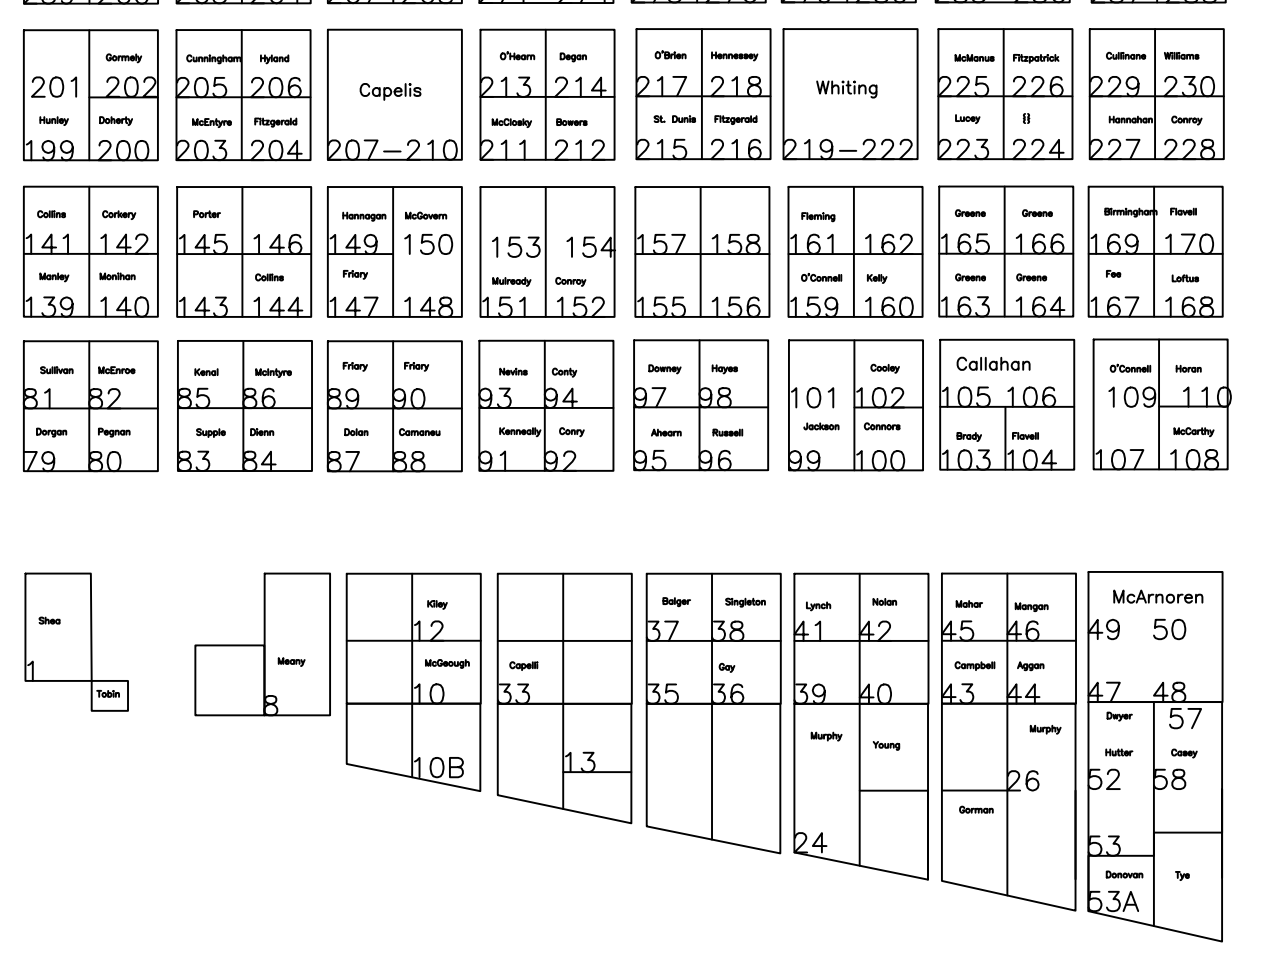 Gormely Cunningham Hyland O'Hearn Degan O'Brien Hennessey McManus Fitzpatrick Cullinane Williams
201 202 205 206 Capelis 213 214 217 218 Whiting 225 226 229 230
Hunley Doherty McEntyre Fitzgerald McClosky Bowers St. Dunis Fitzgerald Lucey {} Hannahan Conroy
199 200 203 204 207-210 211 212 215 216 219-222 223 224 227 228
Collins Corkery Porter Hannagan McGovern Fleming Greene Greene Birmingham Flavell
141 142 145 146 149 150 153 154 157 158 161 162 165 166 169 170
Manley Monihan Collins Friary Mulready Conroy O'Connell Kelly Greene Greene Fee Loftus
139 140 143 144 147 148 151 152 155 156 159 160 163 164 167 168
Sullivan McEnroe Kenal McIntyre Friary Friary Nevins Conty Downey Hayes Cooley Callahan O'Connell Horan
81 82 85 86 89 90 93 94 97 98 101 102 105 106 109 110
Dorgan Pegnan Supple Dienn Dolan Camaneu Kenneally Conry Ahearn Russell Jackson Connors Brady Flavell McCarthy
79 80 83 84 87 88 91 92 95 96 99 100 103 104 107 108
Shea Kiley Balger Singleton Lynch Nolan Mahar Mangan McArnoren
12 37 38 41 42 45 46 49 50
Meany McGeough Capelli Gay Campbell Aggan
1 Tobin 8 10 33 35 36 39 40 43 44 47 48
Murphy Young Murphy Dwyer 57
Hutter Casey
10B 13 26 52 58
Gorman
24 53
Donovan Tye
53A